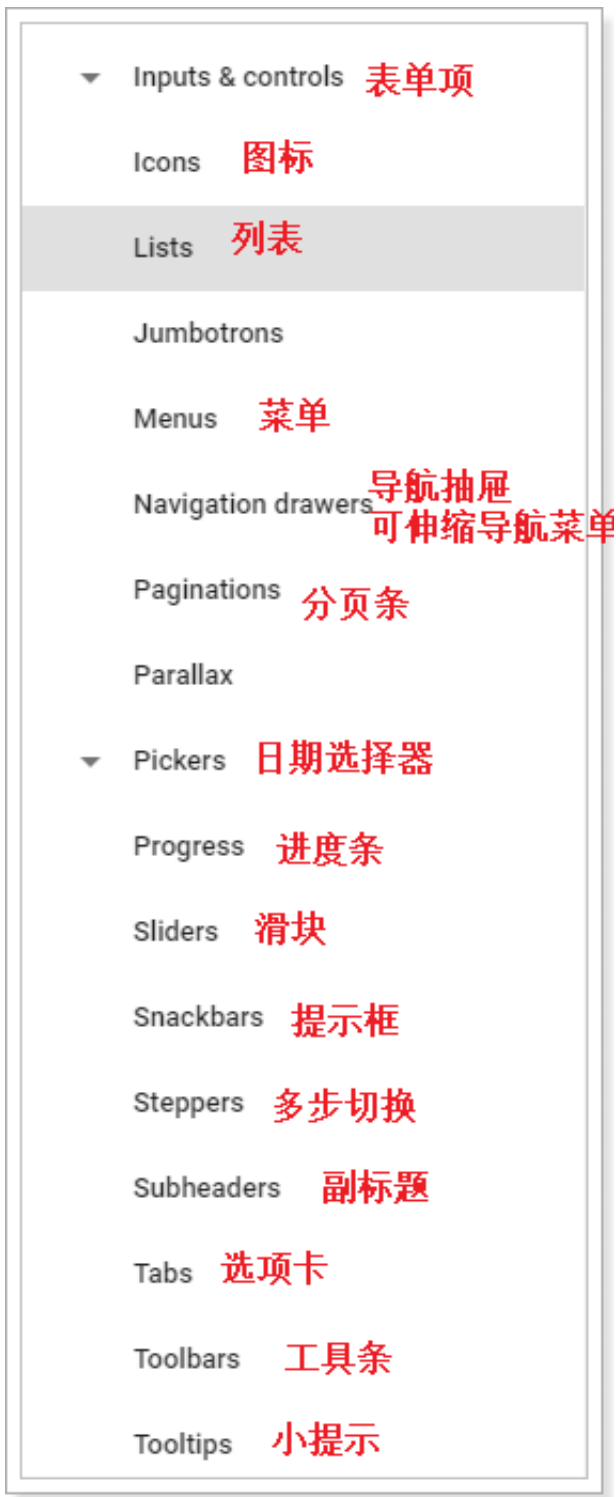 Inputs & controls 表单项
Icons 图标
Lists 列表
Jumbotrons
Menus 菜单
Navigation drawers 导航抽屉
可伸缩导航菜单
Paginations 分页条
Parallax
Pickers 日期选择器
Progress 进度条
Sliders 滑块
Snackbars 提示框
Steppers 多步切换
Subheaders 副标题
Tabs 选项卡
Toolbars 工具条
Tooltips 小提示